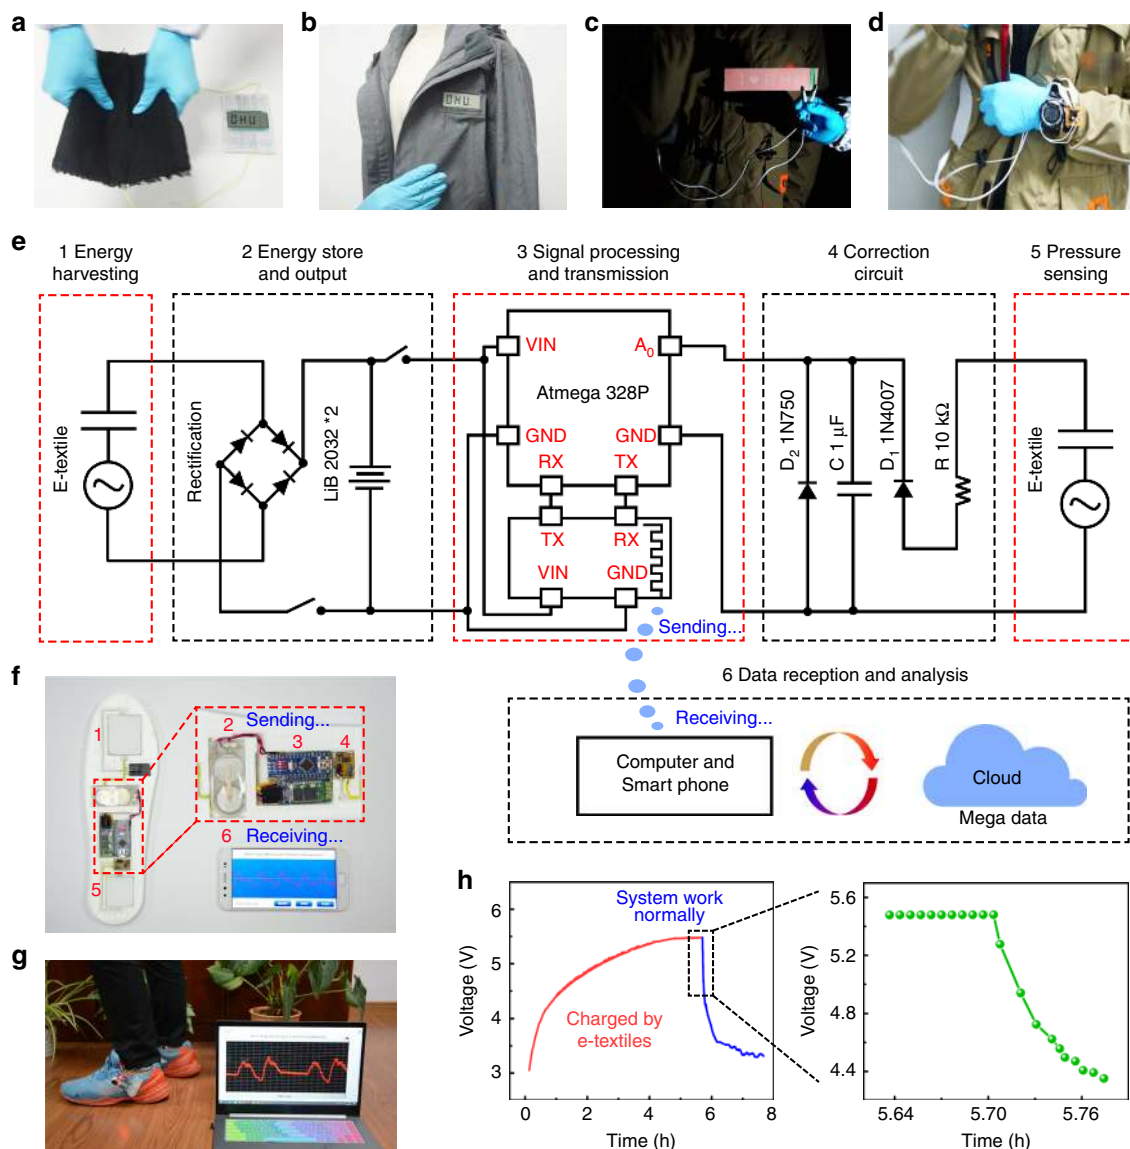 a
b
c
d
DHU
DHU
I ♥ DHU
e
1 Energy
harvesting
2 Energy store
and output
3 Signal processing
and transmission
4 Correction
circuit
5 Pressure
sensing
E-textile
Rectification
LiB 2032 *2
VIN
A0
Atmega 328P
GND
GND
RX
TX
TX
RX
VIN
GND
D2 1N750
C 1 µF
D1 1N4007
R 10 kΩ
E-textile
Sending...
6 Data reception and analysis
Receiving...
Computer and
Smart phone
Cloud
Mega data
f
1
5
Sending...
2
3
4
6 Receiving...
g
h
Voltage (V)
6
5
4
3
System work
normally
Charged by
e-textiles
0
2
4
6
8
Time (h)
Voltage (V)
5.6
5.2
4.8
4.4
5.64
5.70
5.76
Time (h)